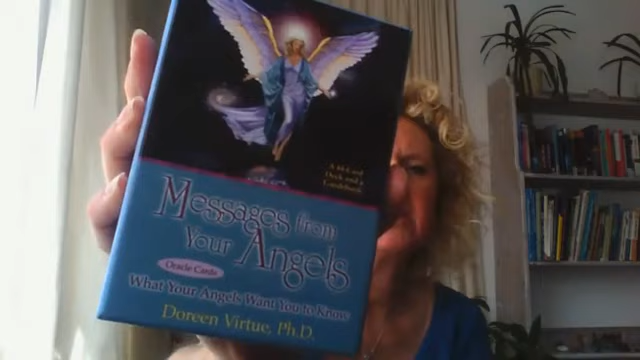 A 44-Card
Deck and
Guidebook
Messages from
Your Angels
Oracle Cards
What Your Angels Want You to Know
Doreen Virtue, Ph.D.